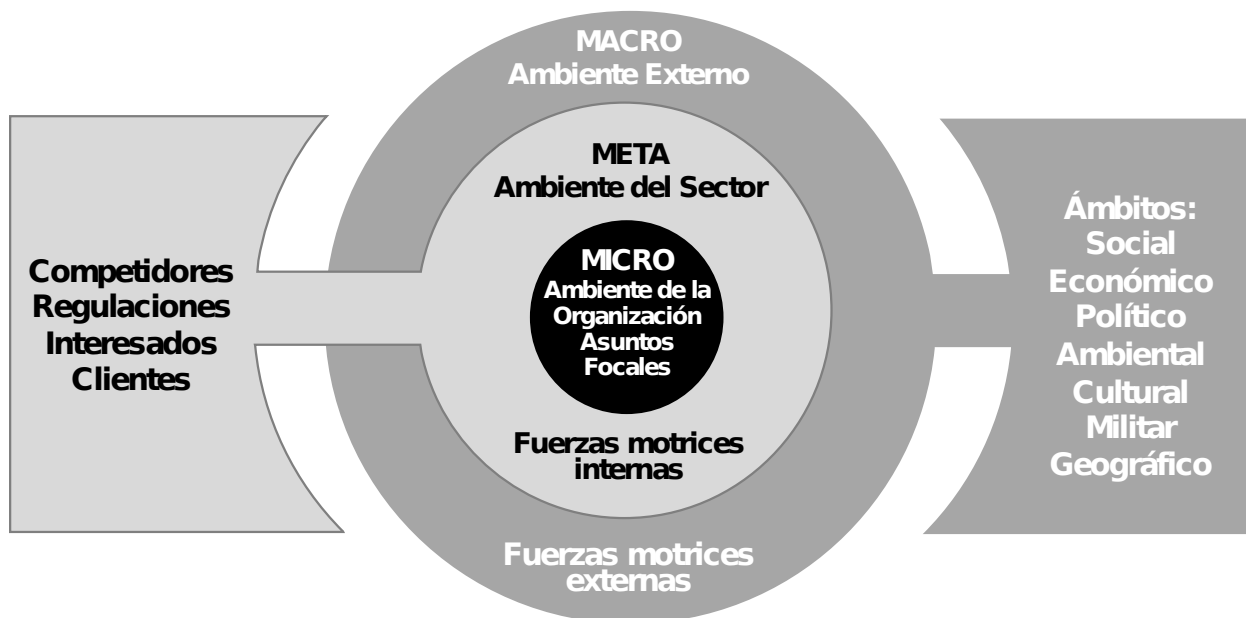 MACRO
Ambiente Externo
META
Ambiente del Sector
MICRO
Ambiente de la
Organización
Asuntos
Focales
Fuerzas motrices
internas
Fuerzas motrices
externas
Competidores
Regulaciones
Interesados
Clientes
Ámbitos:
Social
Económico
Político
Ambiental
Cultural
Militar
Geográfico